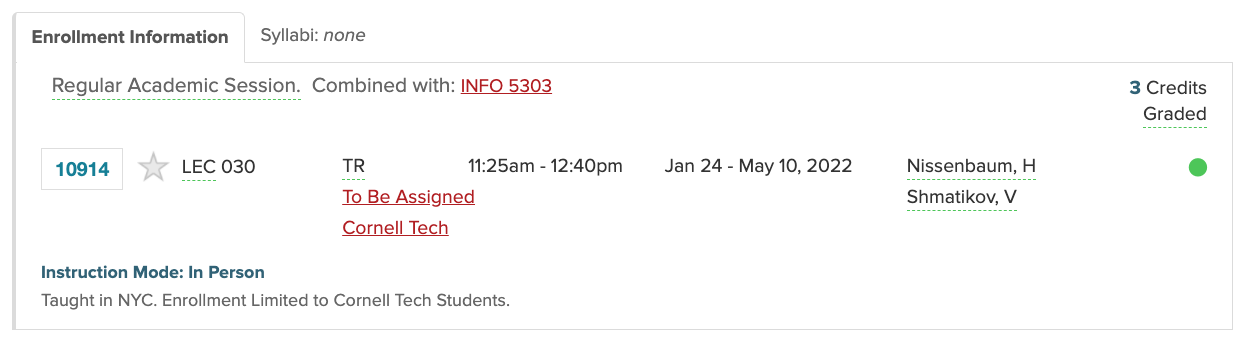 Enrollment Information Syllabi: none
Regular Academic Session. Combined with: INFO 5303 3 Credits
Graded
10914 LEC 030 TR 11:25am - 12:40pm Jan 24 - May 10, 2022 Nissenbaum, H
To Be Assigned Shmatikov, V
Cornell Tech
Instruction Mode: In Person
Taught in NYC. Enrollment Limited to Cornell Tech Students.